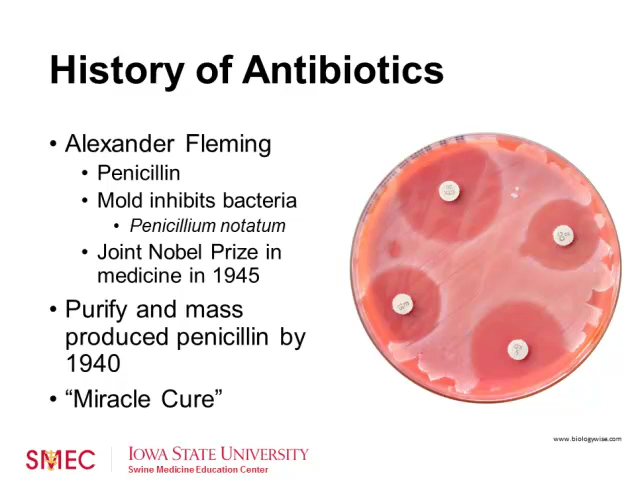 History of Antibiotics
• Alexander Fleming
• Penicillin
• Mold inhibits bacteria
• Penicillium notatum
• Joint Nobel Prize in
medicine in 1945
• Purify and mass
produced penicillin by
1940
• “Miracle Cure”
www.biologywise.com
SMEC
IOWA STATE UNIVERSITY
Swine Medicine Education Center